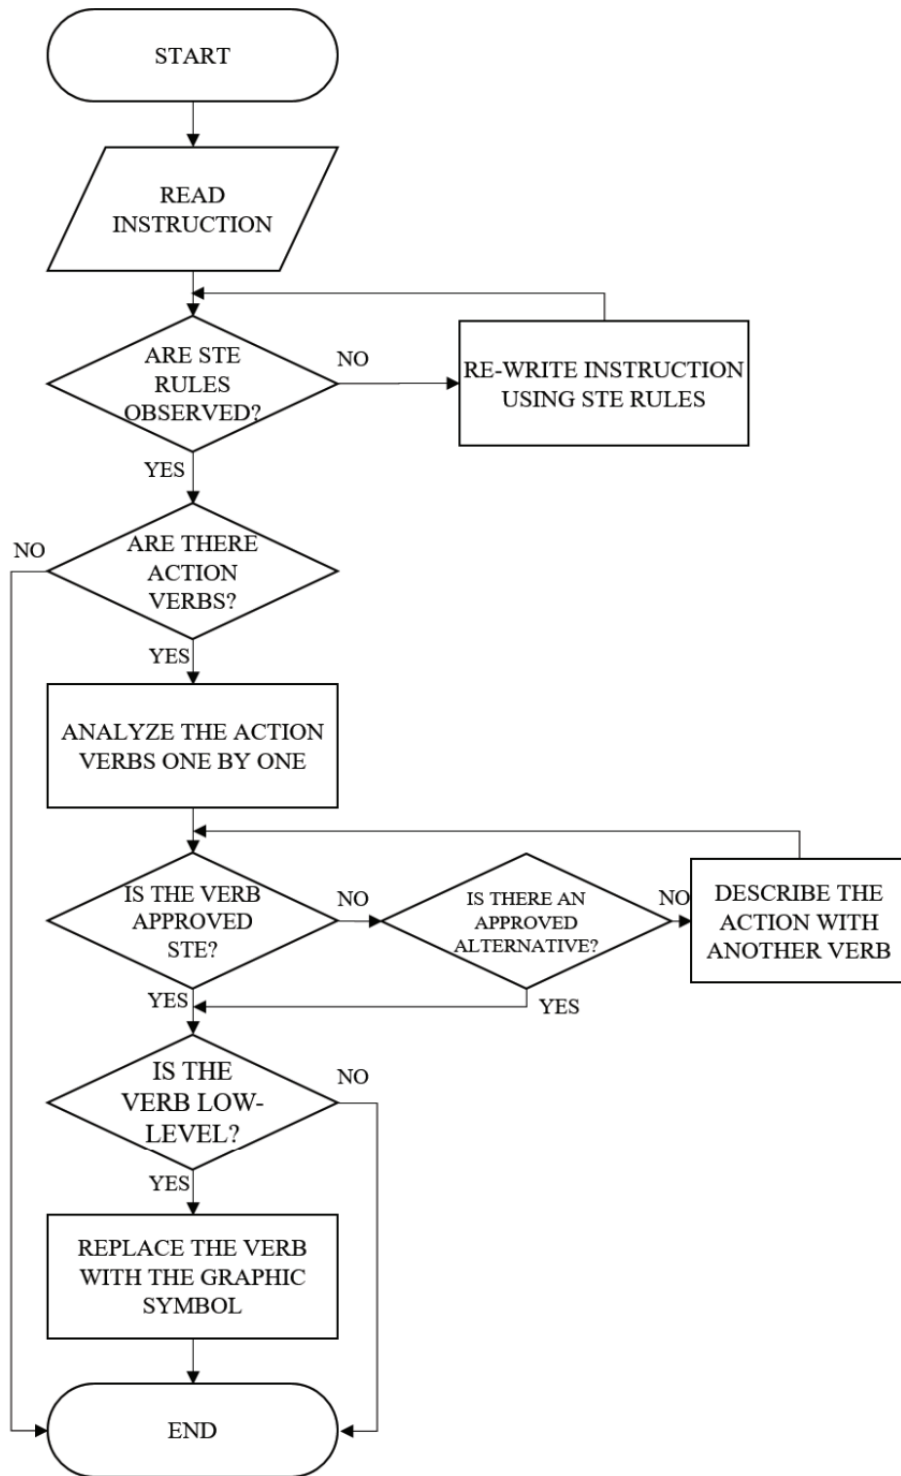 START
READ
INSTRUCTION
ARE STE
RULES
OBSERVED?
NO
RE-WRITE INSTRUCTION
USING STE RULES
YES
ARE THERE
ACTION
VERBS?
NO
YES
ANALYZE THE ACTION
VERBS ONE BY ONE
IS THE VERB
APPROVED
STE?
NO
IS THERE AN
APPROVED
ALTERNATIVE?
NO
DESCRIBE THE
ACTION WITH
ANOTHER VERB
YES
YES
IS THE
VERB LOW-
LEVEL?
NO
YES
REPLACE THE VERB
WITH THE GRAPHIC
SYMBOL
END